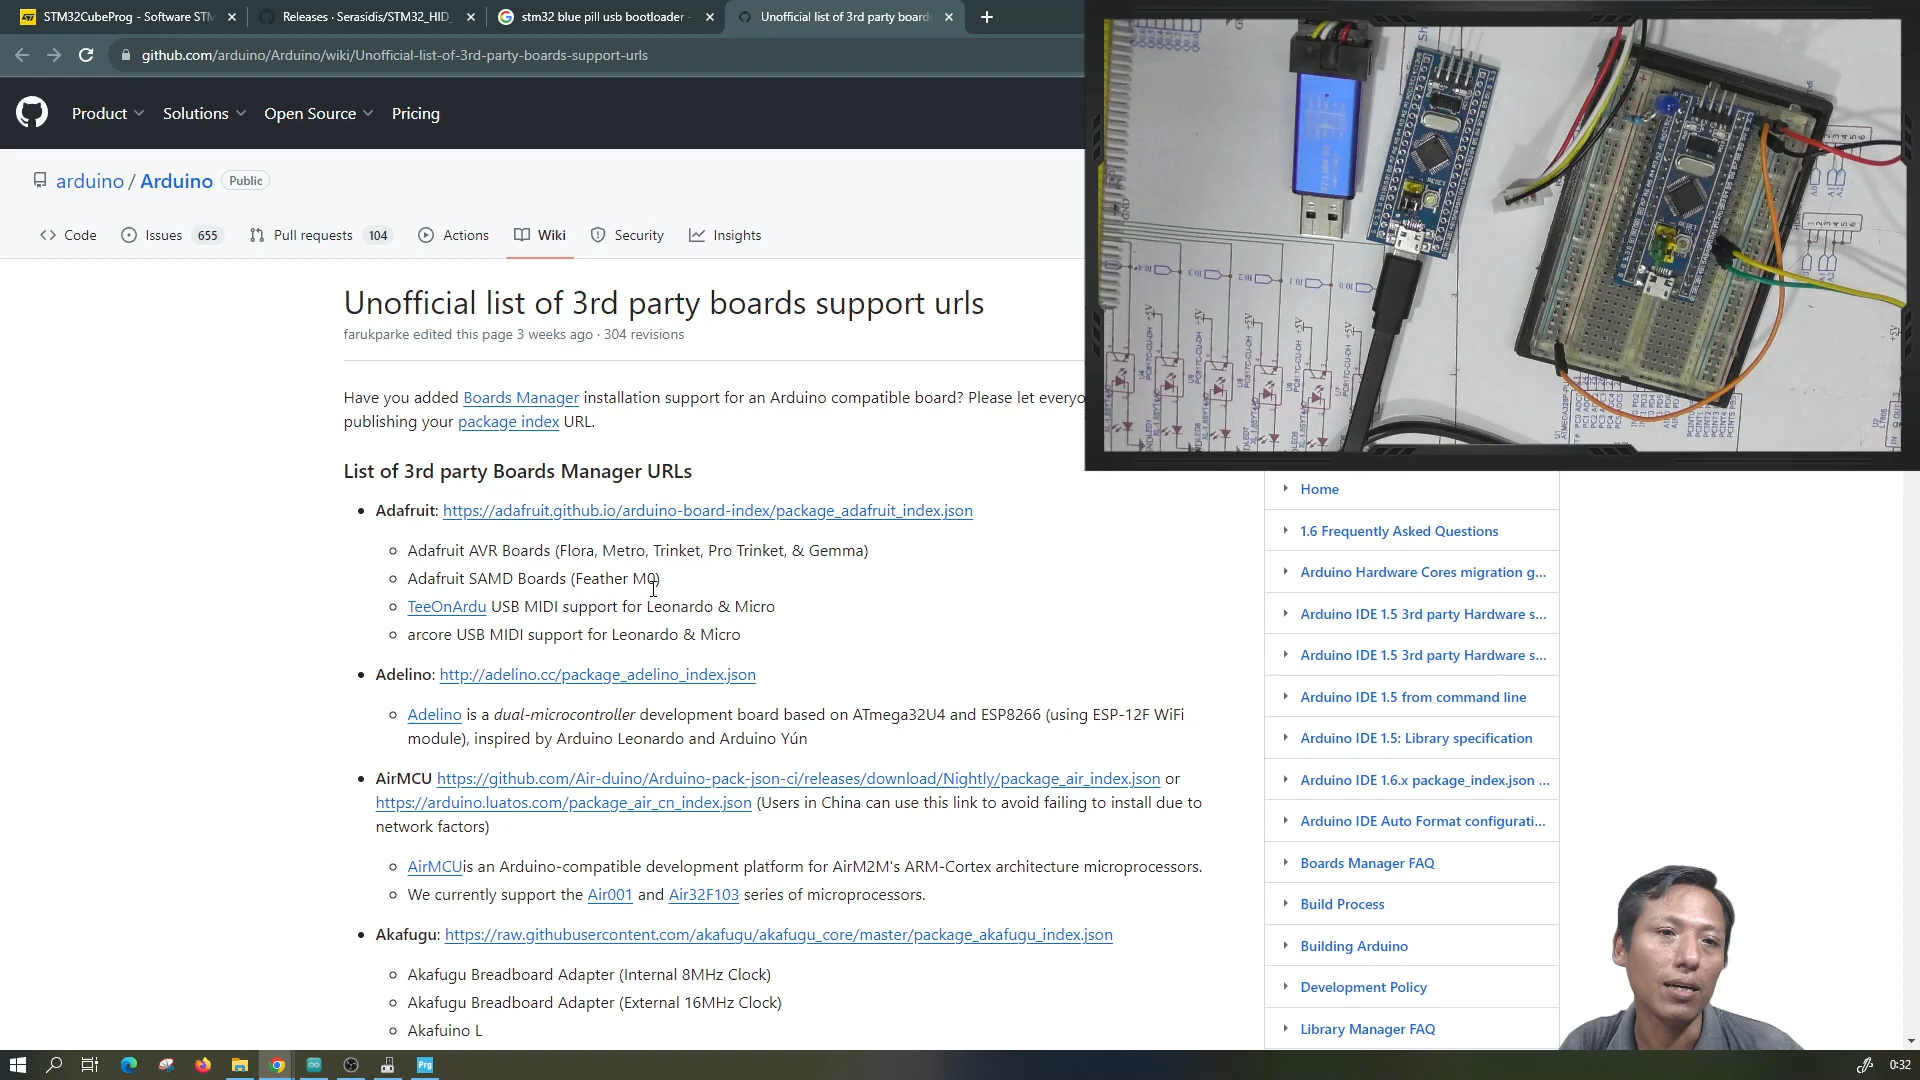 STM32CubeProg - Software STM
Releases · Serasidis/STM32_HID_
stm32 blue pill usb bootloader -
Unofficial list of 3rd party boards
github.com/arduino/Arduino/wiki/Unofficial-list-of-3rd-party-boards-support-urls
Product
Solutions
Open Source
Pricing
arduino / Arduino Public
Code
Issues 655
Pull requests 104
Actions
Wiki
Security
Insights
Unofficial list of 3rd party boards support urls
farukparke edited this page 3 weeks ago · 304 revisions
Have you added Boards Manager installation support for an Arduino compatible board? Please let everyo
publishing your package index URL.
List of 3rd party Boards Manager URLs
Adafruit: https://adafruit.github.io/arduino-board-index/package_adafruit_index.json
Adafruit AVR Boards (Flora, Metro, Trinket, Pro Trinket, & Gemma)
Adafruit SAMD Boards (Feather M0)
TeeOnArdu USB MIDI support for Leonardo & Micro
arcore USB MIDI support for Leonardo & Micro
Adelino: http://adelino.cc/package_adelino_index.json
Adelino is a dual-microcontroller development board based on ATmega32U4 and ESP8266 (using ESP-12F WiFi
module), inspired by Arduino Leonardo and Arduino Yún
AirMCU https://github.com/Air-duino/Arduino-pack-json-ci/releases/download/Nightly/package_air_index.json or
https://arduino.luatos.com/package_air_cn_index.json (Users in China can use this link to avoid failing to install due to
network factors)
AirMCUis an Arduino-compatible development platform for AirM2M's ARM-Cortex architecture microprocessors.
We currently support the Air001 and Air32F103 series of microprocessors.
Akafugu: https://raw.githubusercontent.com/akafugu/akafugu_core/master/package_akafugu_index.json
Akafugu Breadboard Adapter (Internal 8MHz Clock)
Akafugu Breadboard Adapter (External 16MHz Clock)
Akafuino L
Home
1.6 Frequently Asked Questions
Arduino Hardware Cores migration g...
Arduino IDE 1.5 3rd party Hardware s...
Arduino IDE 1.5 3rd party Hardware s...
Arduino IDE 1.5 from command line
Arduino IDE 1.5: Library specification
Arduino IDE 1.6.x package_index.json ...
Arduino IDE Auto Format configurati...
Boards Manager FAQ
Build Process
Building Arduino
Development Policy
Library Manager FAQ
Prg
0:32